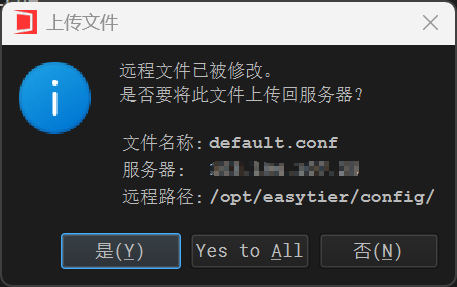 上传文件
远程文件已被修改。
是否要将此文件上传回服务器？
文件名称: default.conf
服务器:
远程路径: /opt/easytier/config/
是(Y)
Yes to All
否(N)